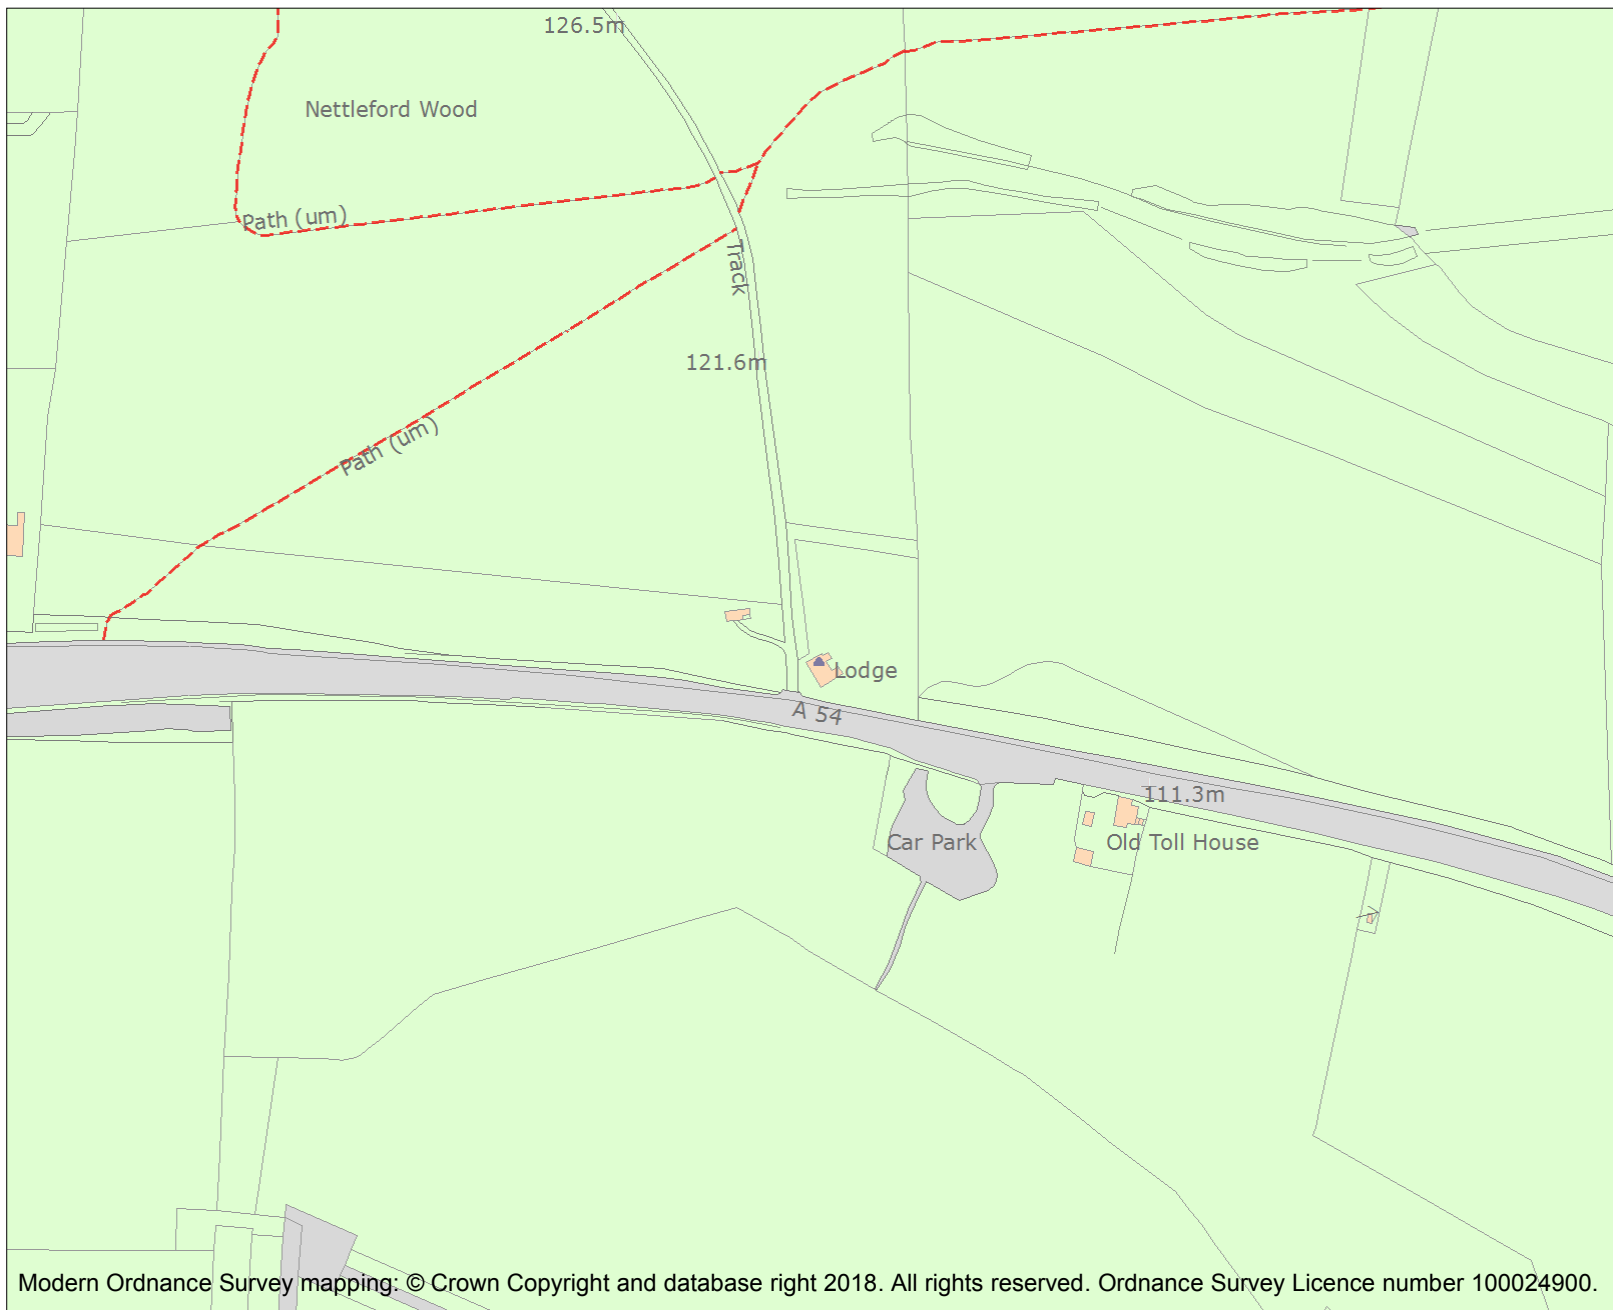 126.5m
Nettleford Wood
Path (um)
Track
121.6m
Path (um)
Lodge
A 54
111.3m
Car Park
Old Toll House
Modern Ordnance Survey mapping: © Crown Copyright and database right 2018. All rights reserved. Ordnance Survey Licence number 100024900.